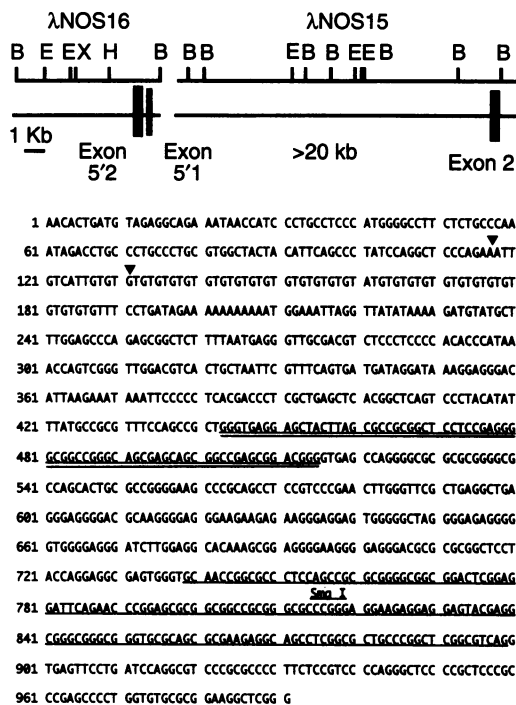 λNOS16 λNOS15
B E EX H B B B EB B EE B B B
1 Kb Exon 5'2 Exon 5'1 >20 kb Exon 2
1 AACACTGATG TAGAGGCAGA AATAACCATC CCTGCCTCCC ATGGGGCCTT CTCTGCCCAA
61 ATAGACCTGC CCTGCCCTGCG GTGGCTACTA CATTCAGCCC TATCCAGGCT CCCAGAAATT
121 GTCATTGTGT GTGTGTGTGT GTGTGTGTGT GTGTGTGTGT ATGTGTGTGT GTGTGTGTGT
181 GTGTGTGTTT CCTGATAGAA AAAAAAAAAT GGAAATTAGG TTATATAAAA GATGTATGCT
241 TTGGAGCCCA GAGCGGCTCT TTTAATGAGG GTTGCGACGT CTCCCTCCCC ACACCCATAA
301 ACCAGTCGGG TTGGACGTCA CTGCTAATTC GTTTCAGTGA TGATAGGATA AAGGAGGGAC
361 ATTAAGAAAT AAATTCCCCC TCACGACCCT CGCTGAGCTC ACGGCTCAGT CCCTACATAT
421 TTATGCCGCG TTTCCAGCCG CTGGGTGAGG AGCTACTTAG CGCCGCGGCT CCTCCGAGGG
481 GCGGCCGGGC AGCGAGCAGC GGCCGAGCGG ACGGGGTGAG CCAGGGGCGC GCGCGGGGCG
541 CCAGCACTGC GCCGGGGAAG CCCGCAGCCT CCGTCCCGAA CTTGGGTTCG CTGAGGCTGA
601 GGGAGGGGAC GCAAGGGGAG GGAAGAAGAG AAGGGAGGAG TGGGGGCTAG GGGAGAGGGG
661 GTGGGGAGGG ATCTTGGAGG CACAAAGCGG AGGGGAAGGG GAGGGACGCG CGCGGCTCCT
721 ACCAGGAGGC GAGTGGGTGC AACCGGCGCC CTCCAGCCGC GCGGGGCGGC GGACTCGGAG
Sma I
781 GATTCAGAAC CCGGAGCGCG GCGGCCGCGG GCGCCCGGGA GGAAGAGGAG GAGTACGAGG
841 CGGGCGGGCG GGTGCGCAGC GCGAAGAGGC AGCCTCGGCG CTGCCCGGCT CGGCGTCAGG
901 TGAGTTCCTG ATCCAGGCGT CCCGCGCCCC TTCTCCGTCC CCAGGGCTCC CCGCTCCCGC
961 CCGAGCCCCT GGTGTGCGCG GAAGGCTCGG G